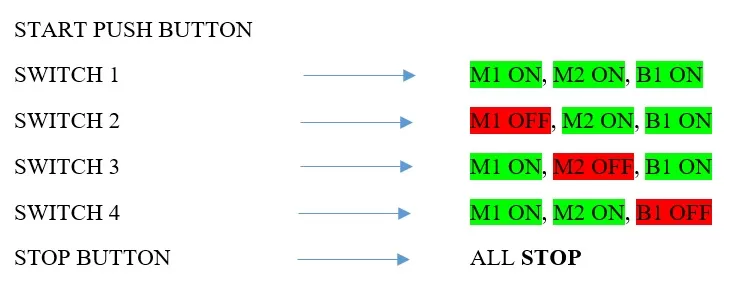 START PUSH BUTTON
SWITCH 1 M1 ON, M2 ON, B1 ON
SWITCH 2 M1 OFF, M2 ON, B1 ON
SWITCH 3 M1 ON, M2 OFF, B1 ON
SWITCH 4 M1 ON, M2 ON, B1 OFF
STOP BUTTON ALL STOP